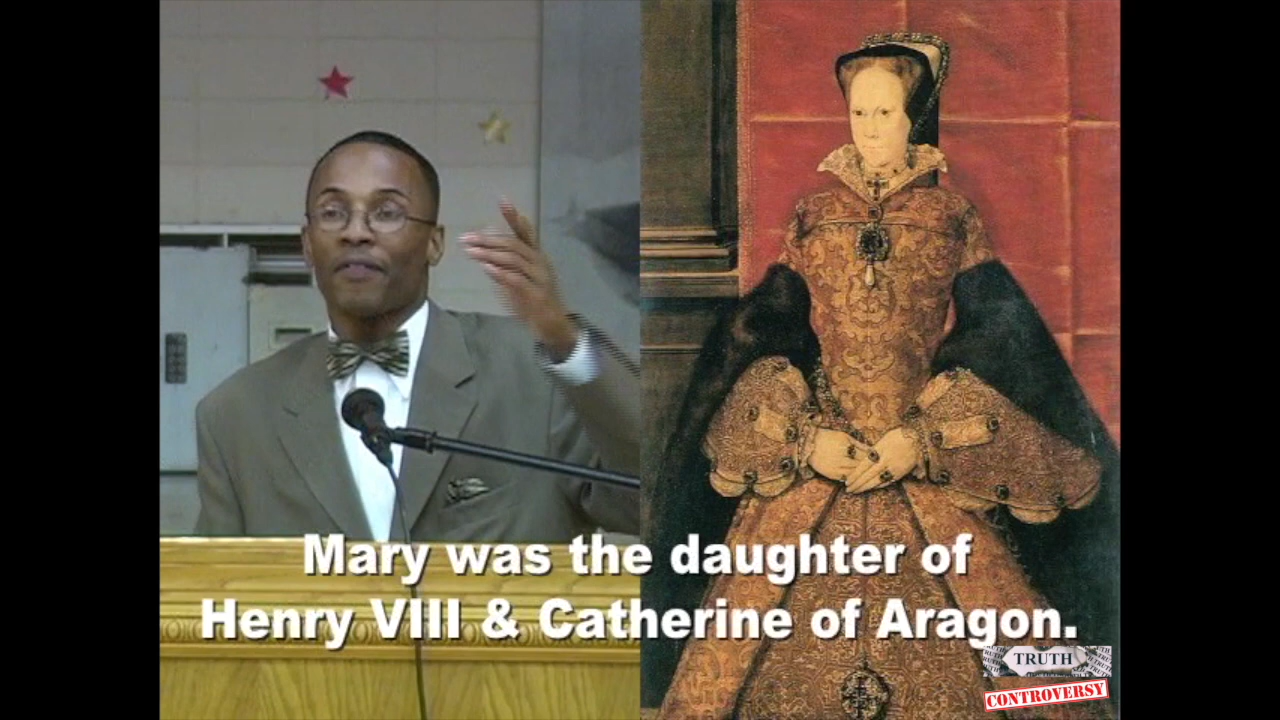 Mary was the daughter of
Henry VIII & Catherine of Aragon.
TRUTH
CONTROVERSY